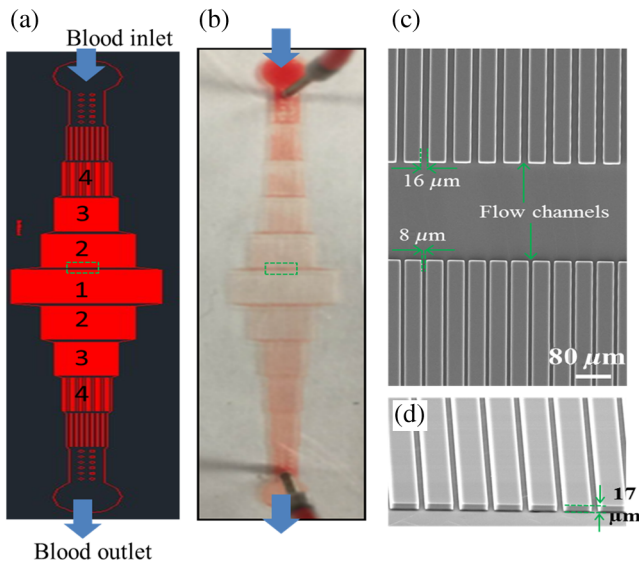 (a)
Blood inlet
4
3
2
1
2
3
4
Blood outlet
(b)
(c)
16 μm
Flow channels
8 μm
80 μm
(d)
17
μm